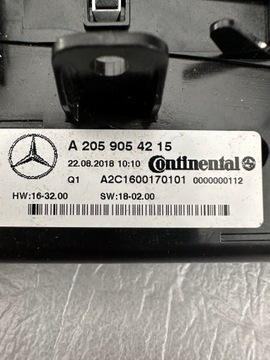 A 205 905 42 15
22.08.2018 10:10 Continental
Q1 A2C1600170101 0000000112
HW:16-32.00 SW:18-02.00